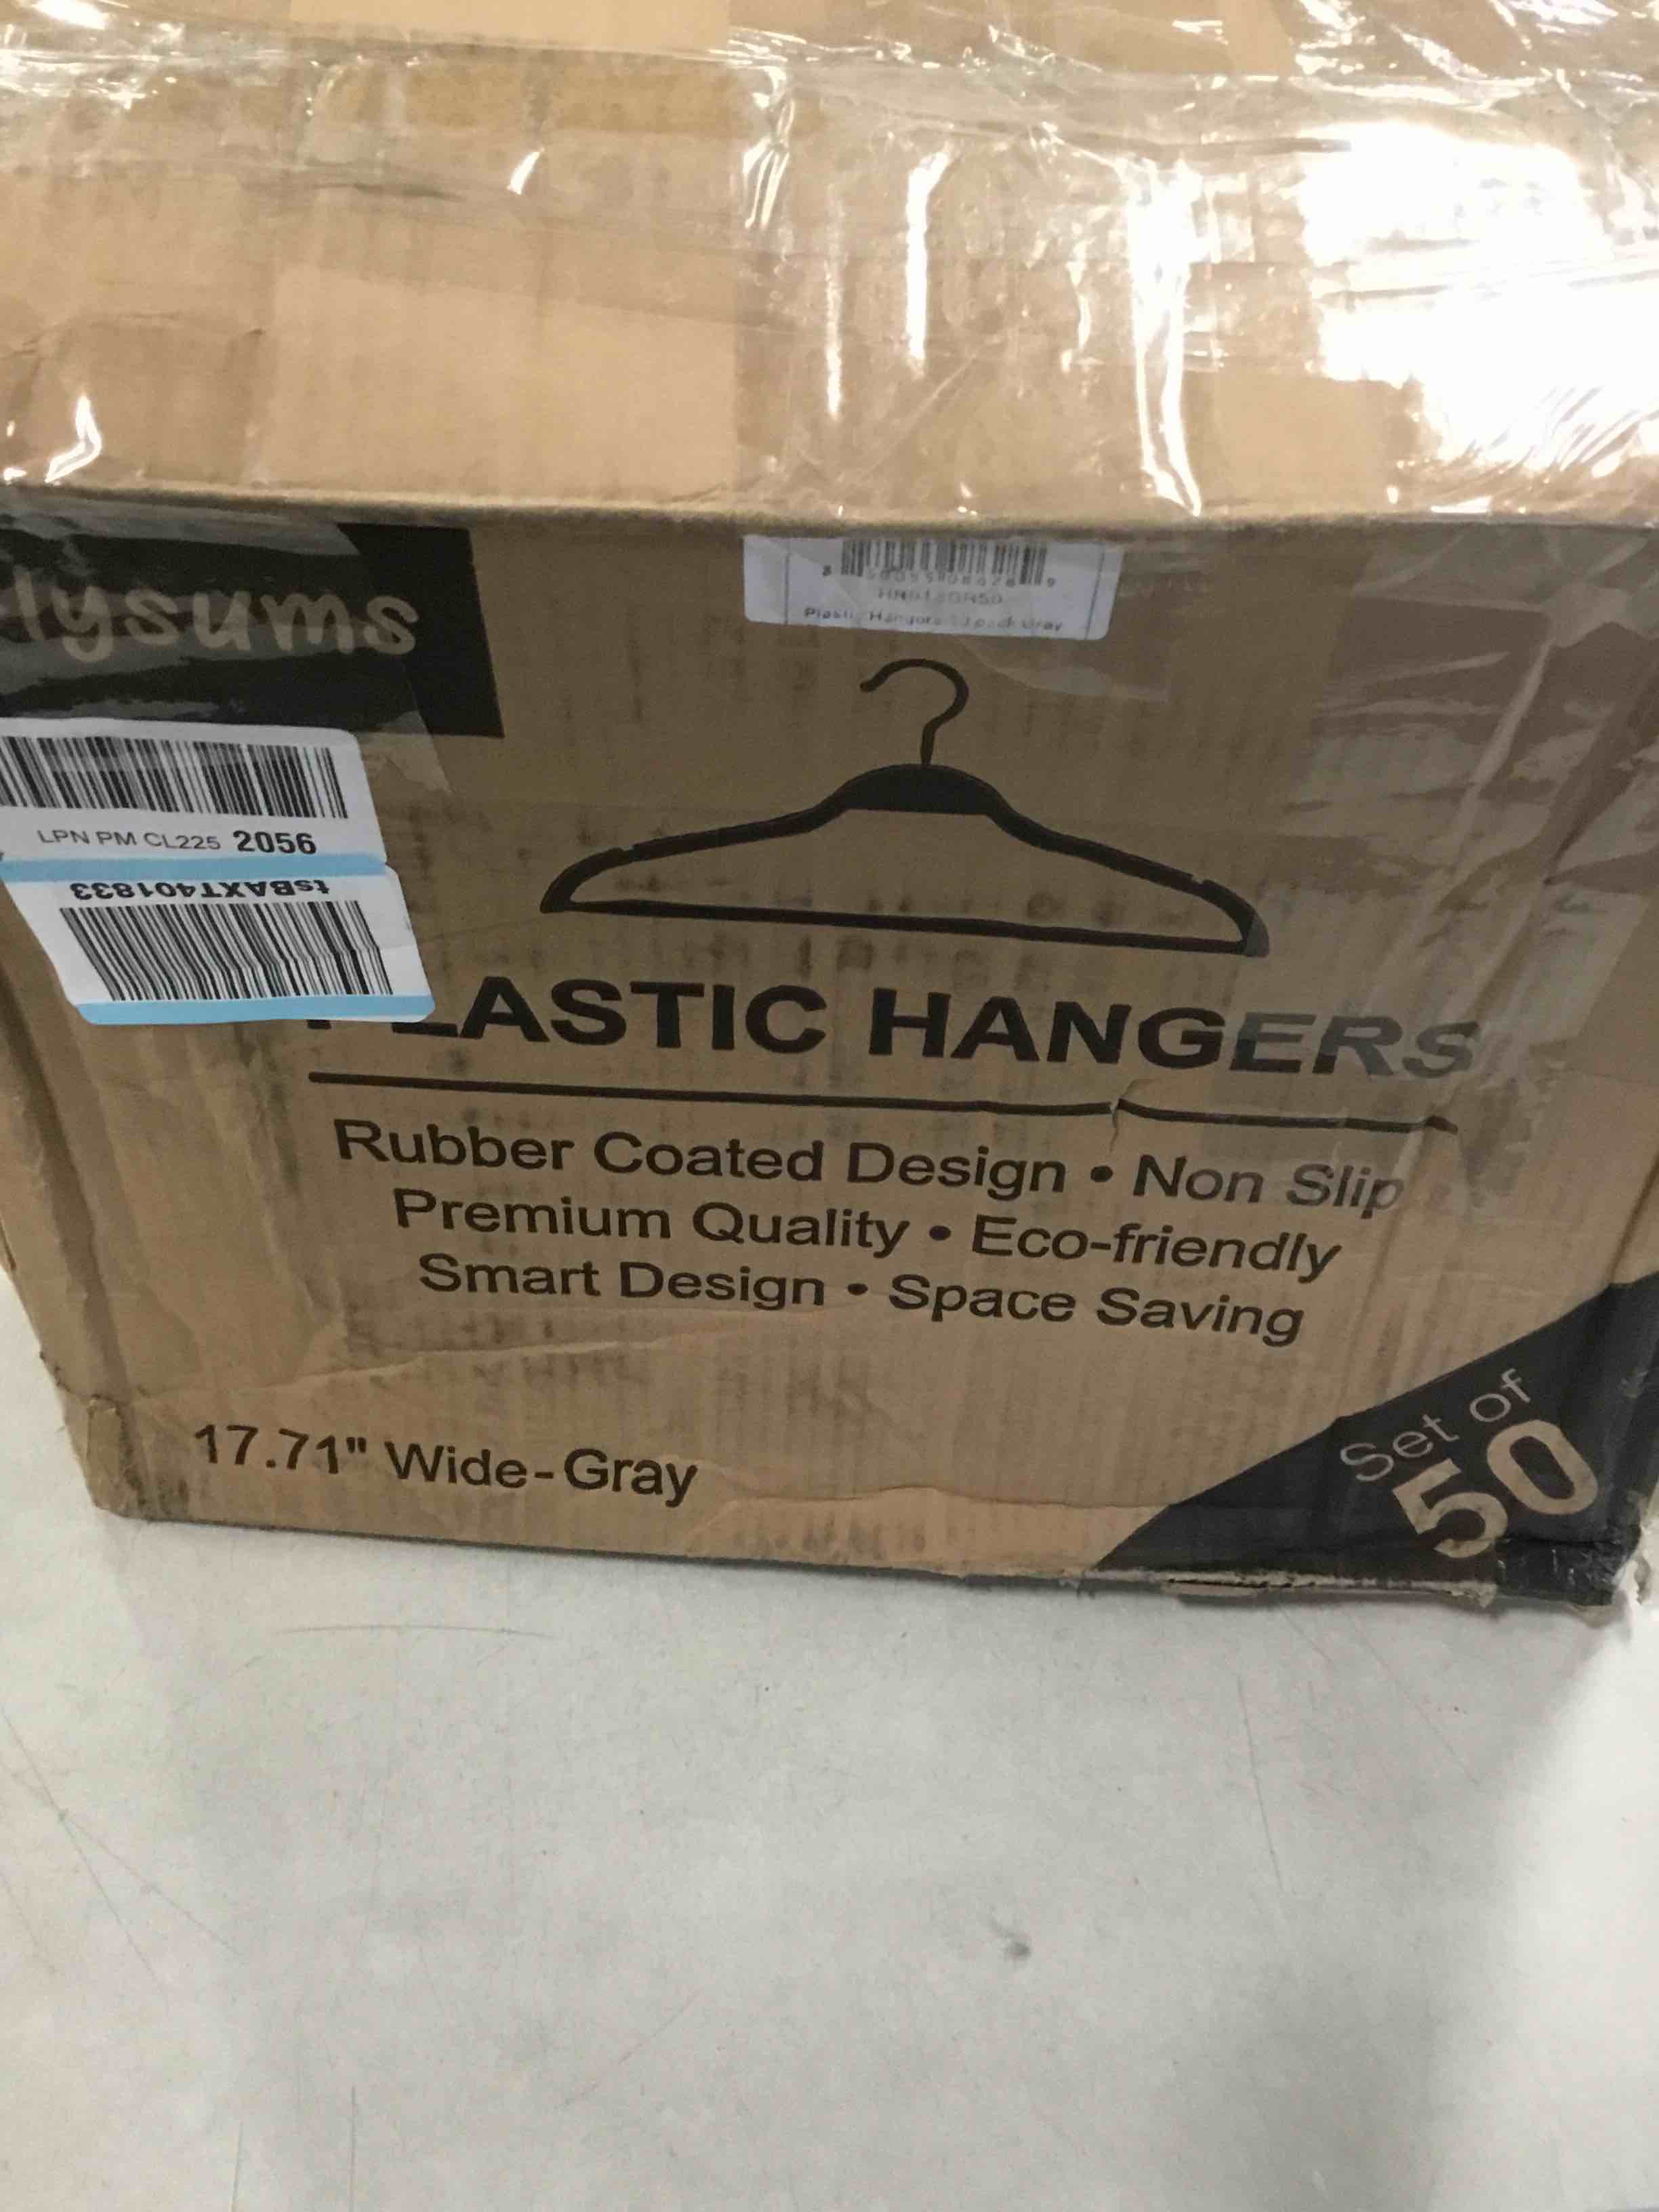 lysums
LPN PM CL225 2056
tsBAXT401833
PLASTIC HANGERS
Rubber Coated Design • Non Slip
Premium Quality • Eco-friendly
Smart Design • Space Saving
17.71" Wide-Gray
Set of
50